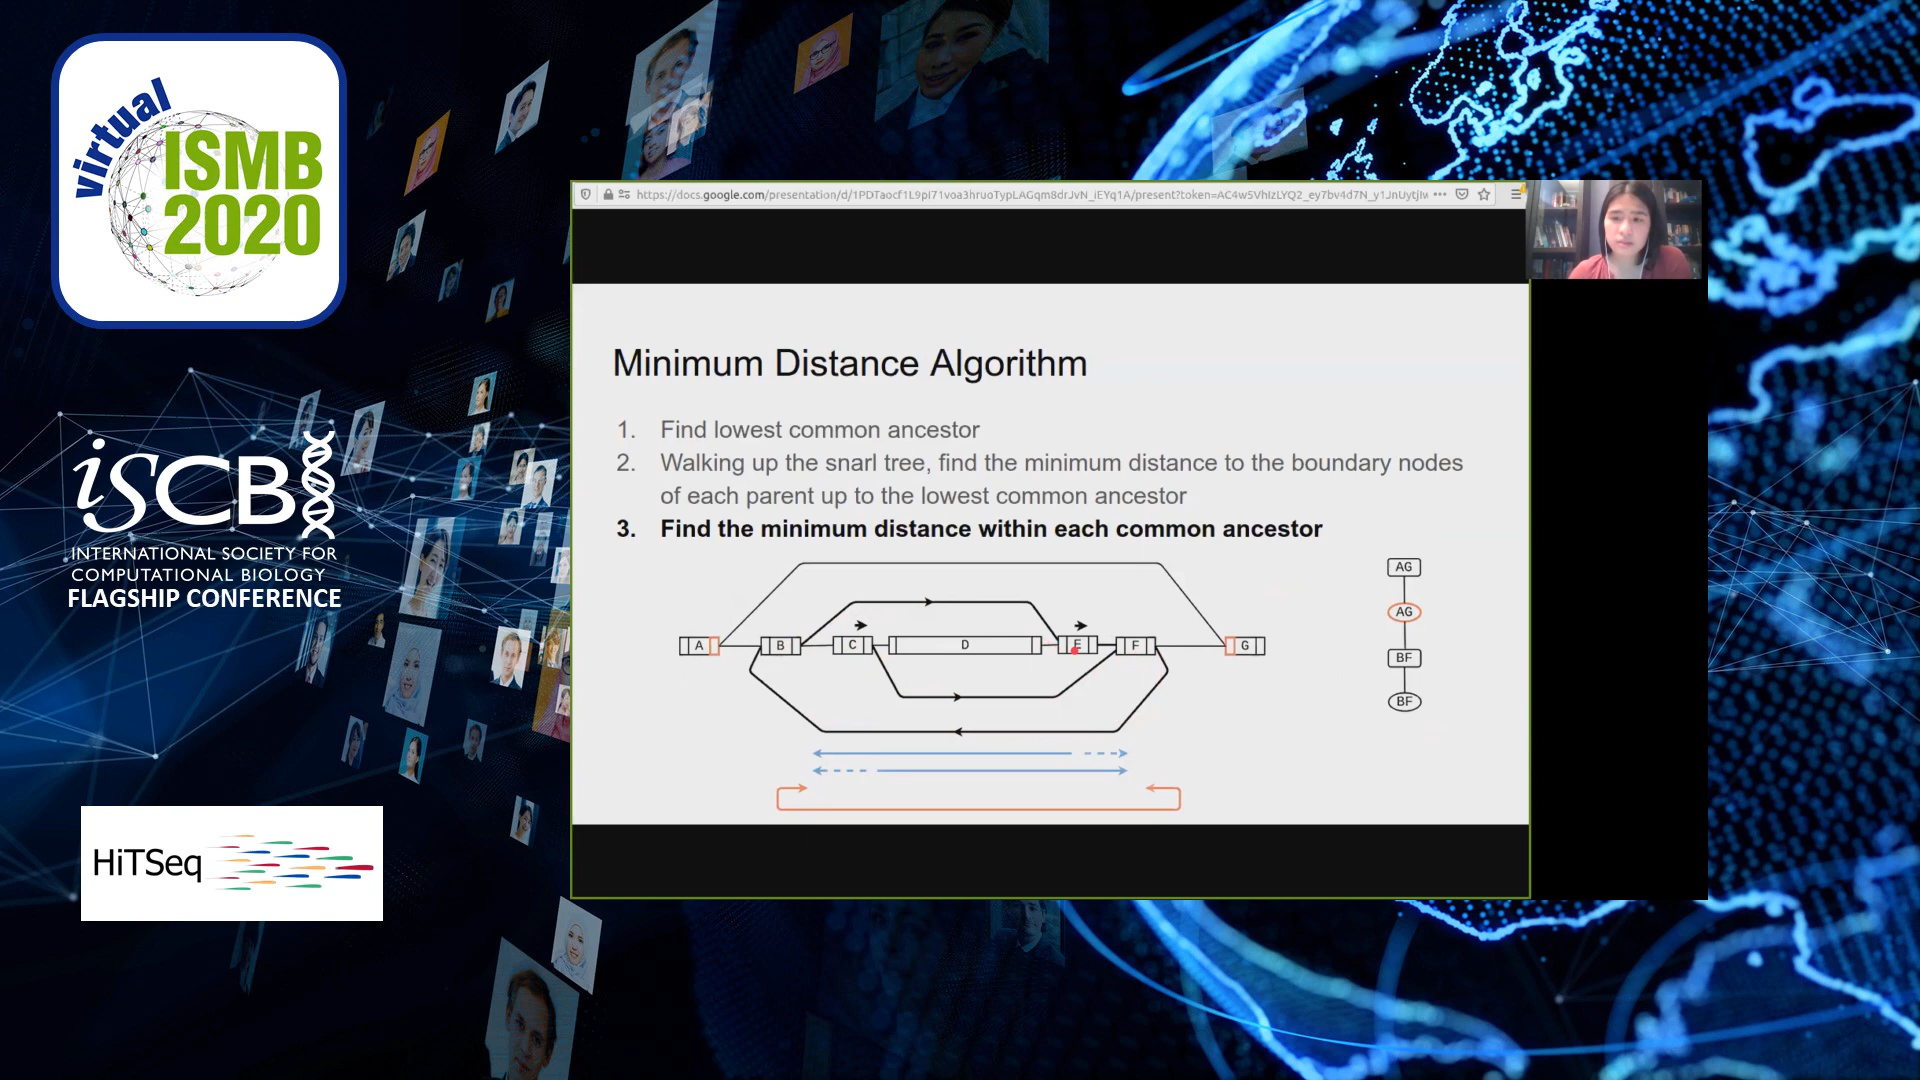 virtual
ISMB
2020
iSCB
INTERNATIONAL SOCIETY FOR
COMPUTATIONAL BIOLOGY
FLAGSHIP CONFERENCE
HiTSeq
Minimum Distance Algorithm
1. Find lowest common ancestor
2. Walking up the snarl tree, find the minimum distance to the boundary nodes
of each parent up to the lowest common ancestor
3. Find the minimum distance within each common ancestor
A B C D E F G
AG
AG
BF
BF